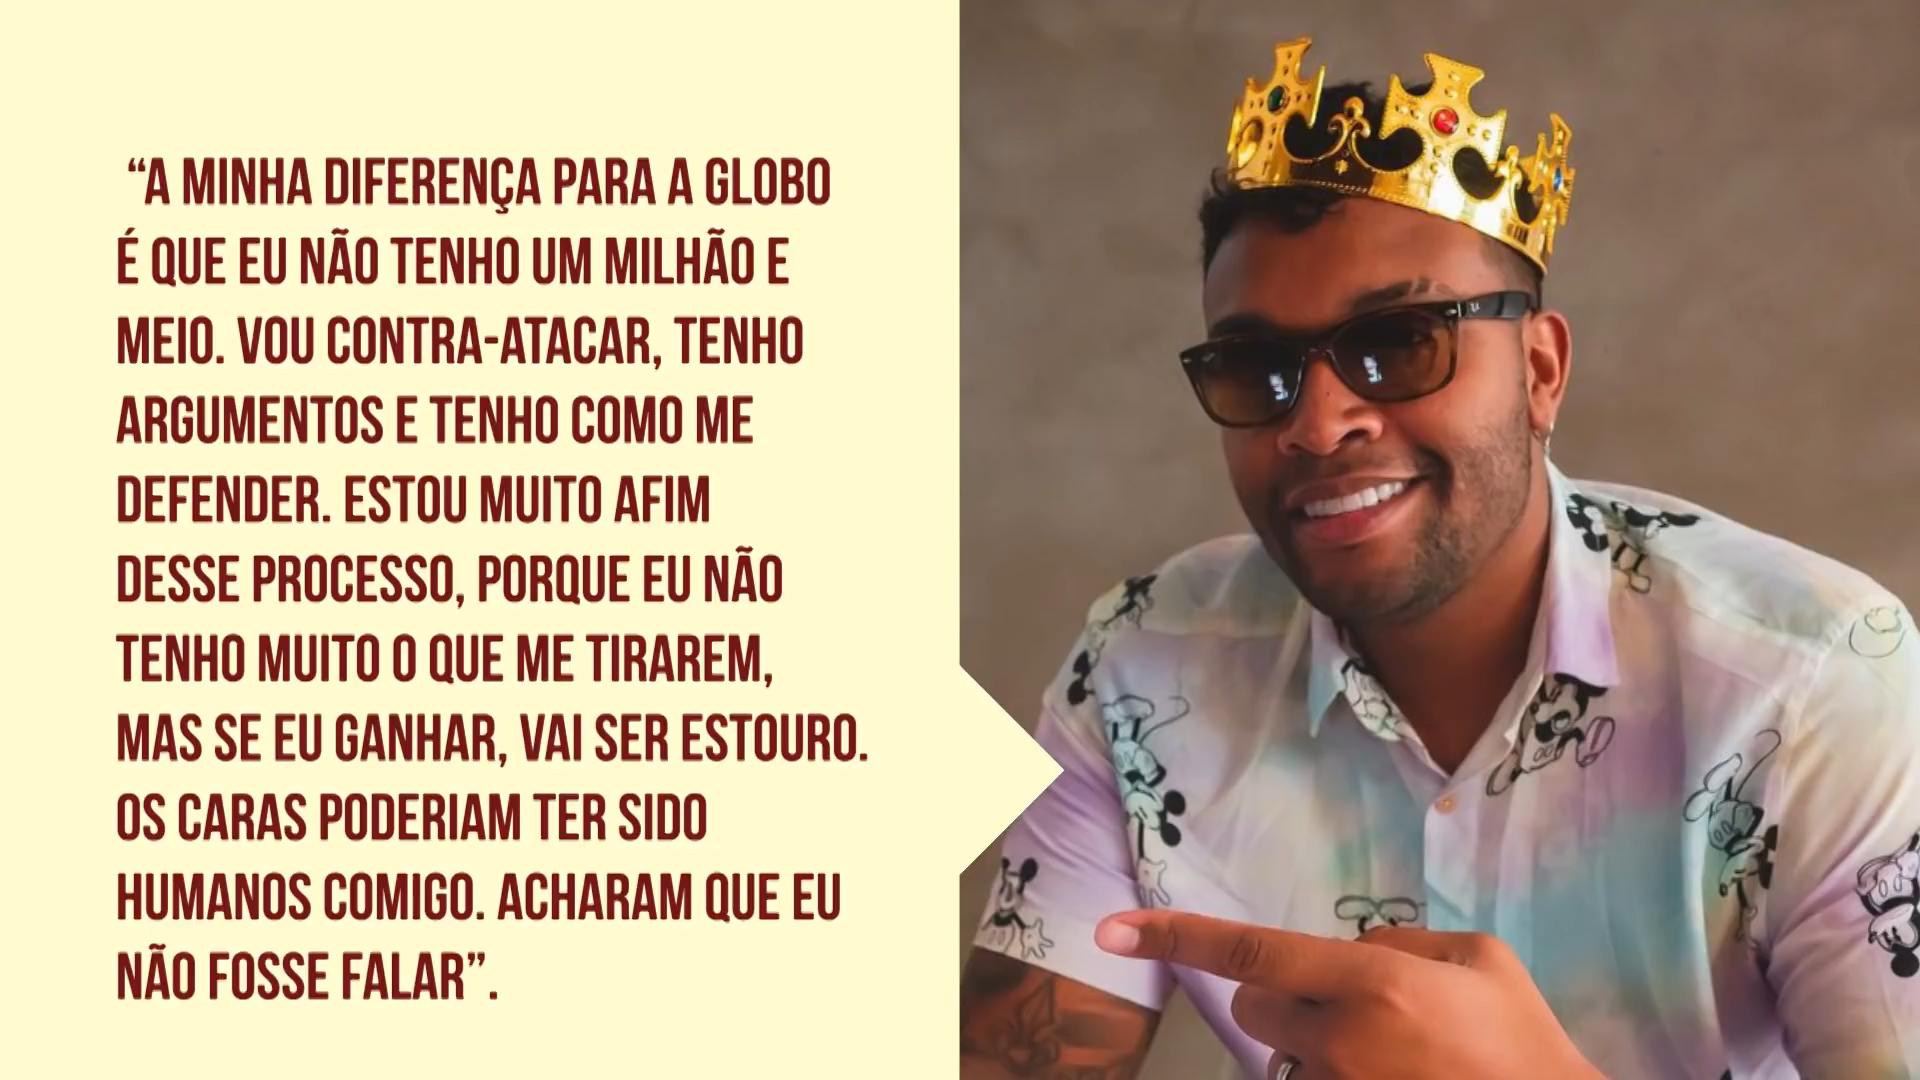 “A MINHA DIFERENÇA PARA A GLOBO
É QUE EU NÃO TENHO UM MILHÃO E
MEIO. VOU CONTRA-ATACAR, TENHO
ARGUMENTOS E TENHO COMO ME
DEFENDER. ESTOU MUITO AFIM
DESSE PROCESSO, PORQUE EU NÃO
TENHO MUITO O QUE ME TIRAREM,
MAS SE EU GANHAR, VAI SER ESTOURO.
OS CARAS PODERIAM TER SIDO
HUMANOS COMIGO. ACHARAM QUE EU
NÃO FOSSE FALAR”.